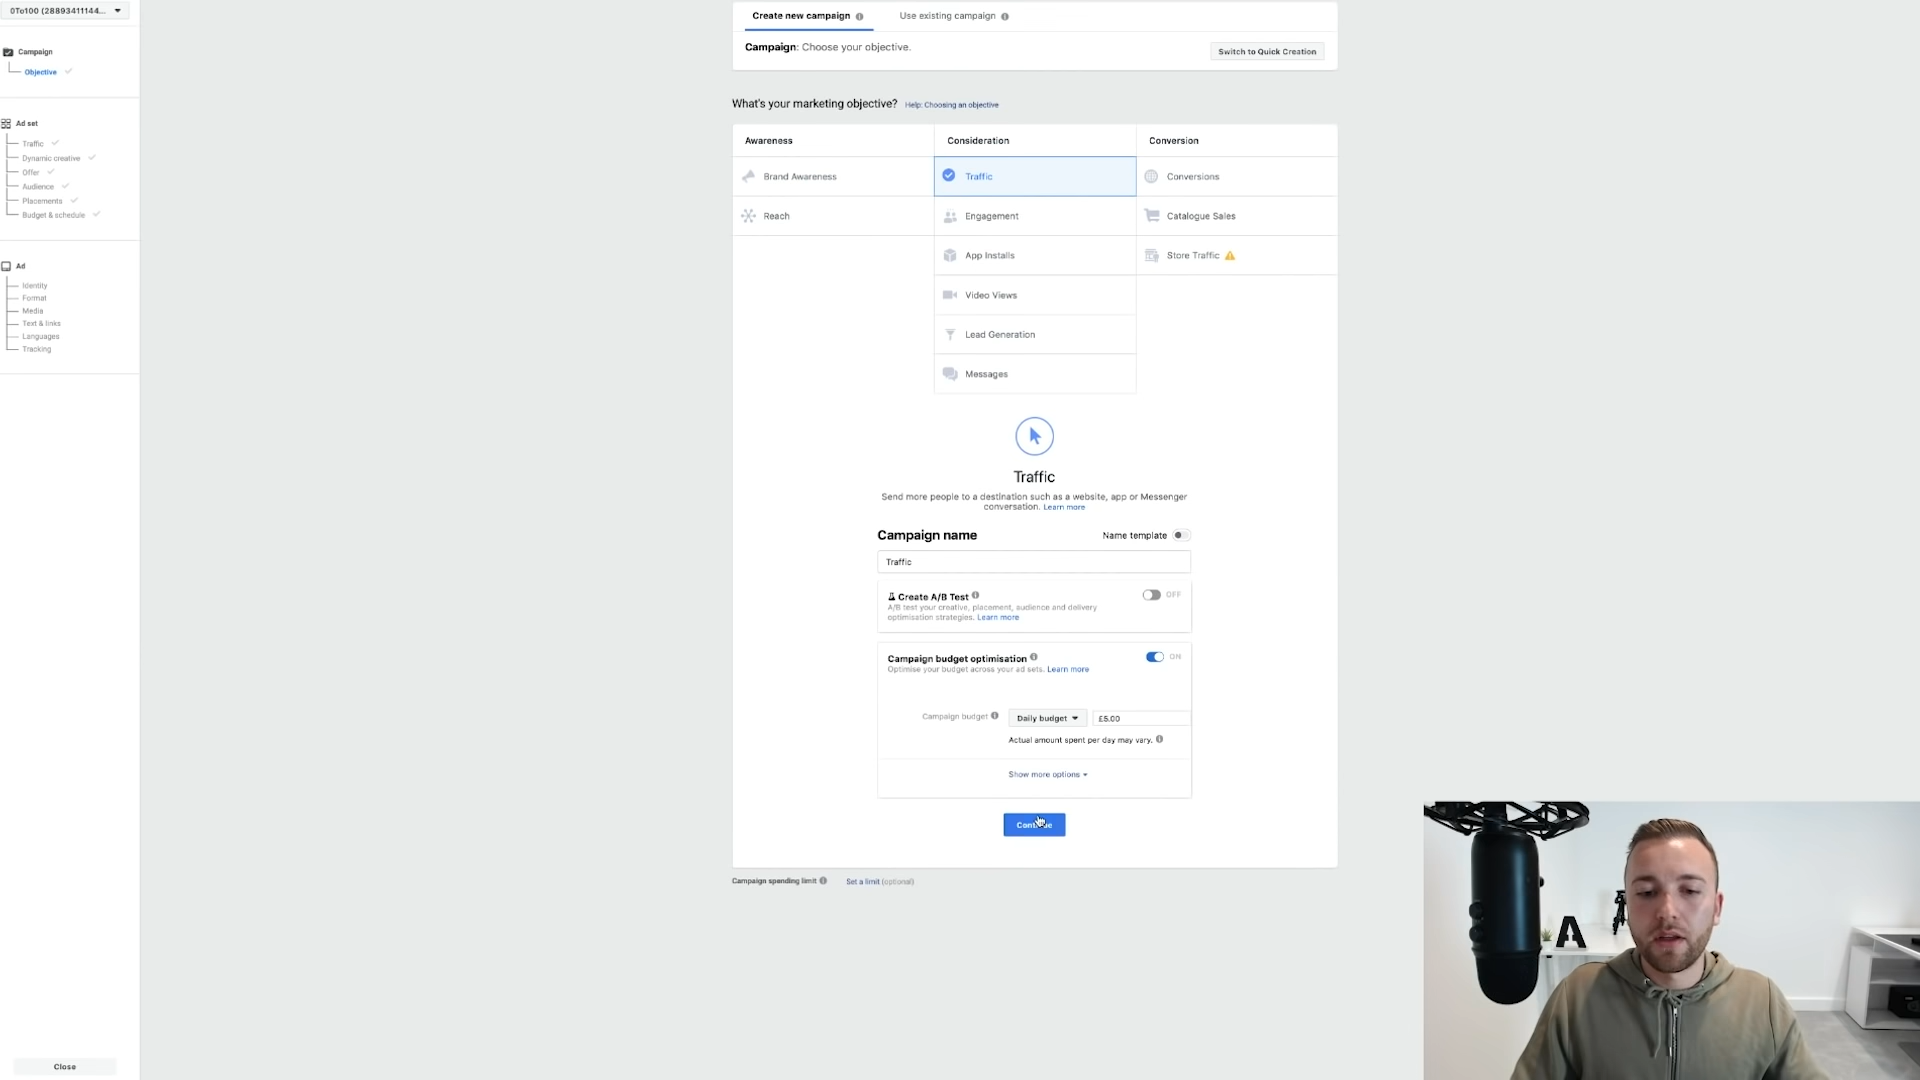 0To100 (28893411144...
Campaign
Objective
Ad set
Traffic
Dynamic creative
Offer
Audience
Placements
Budget & schedule
Ad
Identity
Format
Media
Text & links
Languages
Tracking
Close
Create new campaign
Use existing campaign
Campaign: Choose your objective.
Switch to Quick Creation
What's your marketing objective? Help: Choosing an objective
Awareness
Consideration
Conversion
Brand Awareness
Traffic
Conversions
Reach
Engagement
Catalogue Sales
App Installs
Store Traffic
Video Views
Lead Generation
Messages
Traffic
Send more people to a destination such as a website, app or Messenger
conversation. Learn more
Campaign name
Name template
Traffic
Create A/B Test
OFF
A/B test your creative, placement, audience and delivery
optimisation strategies. Learn more
Campaign budget optimisation
ON
Optimise your budget across your ad sets. Learn more
Campaign budget
Daily budget
£5.00
Actual amount spent per day may vary.
Show more options
Campaign spending limit
Set a limit (optional)
A